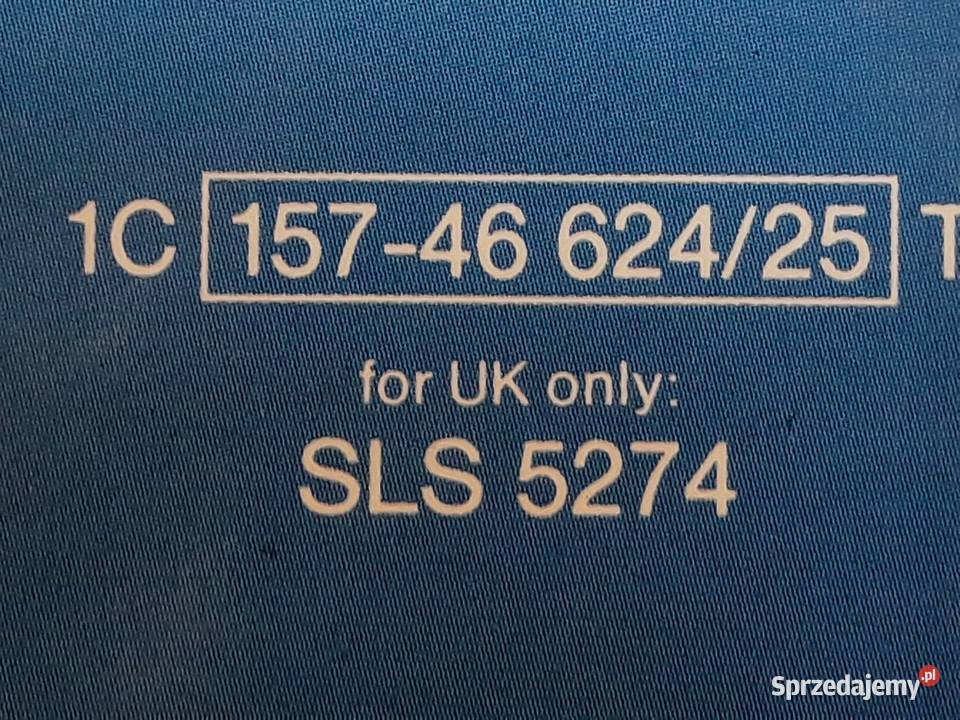 1C 157-46 624/25 T
for UK only:
SLS 5274
Sprzedajemy.pl